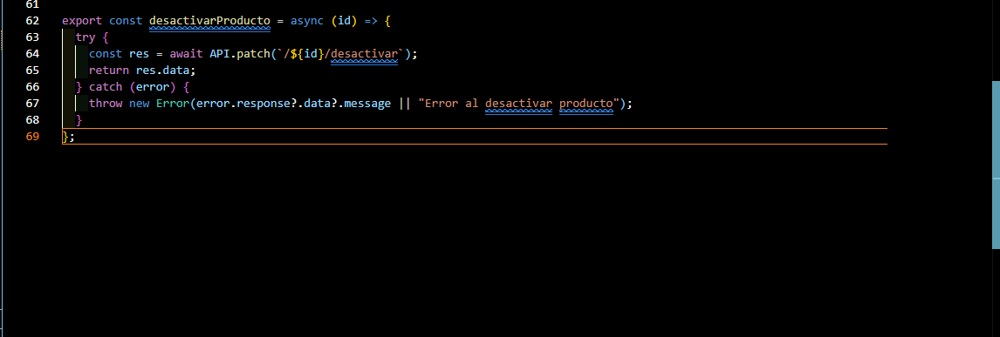 61
62 export const desactivarProducto = async (id) => {
63 try {
64 const res = await API.patch(`/${id}/desactivar`);
65 return res.data;
66 } catch (error) {
67 throw new Error(error.response?.data?.message || "Error al desactivar producto");
68 }
69 };